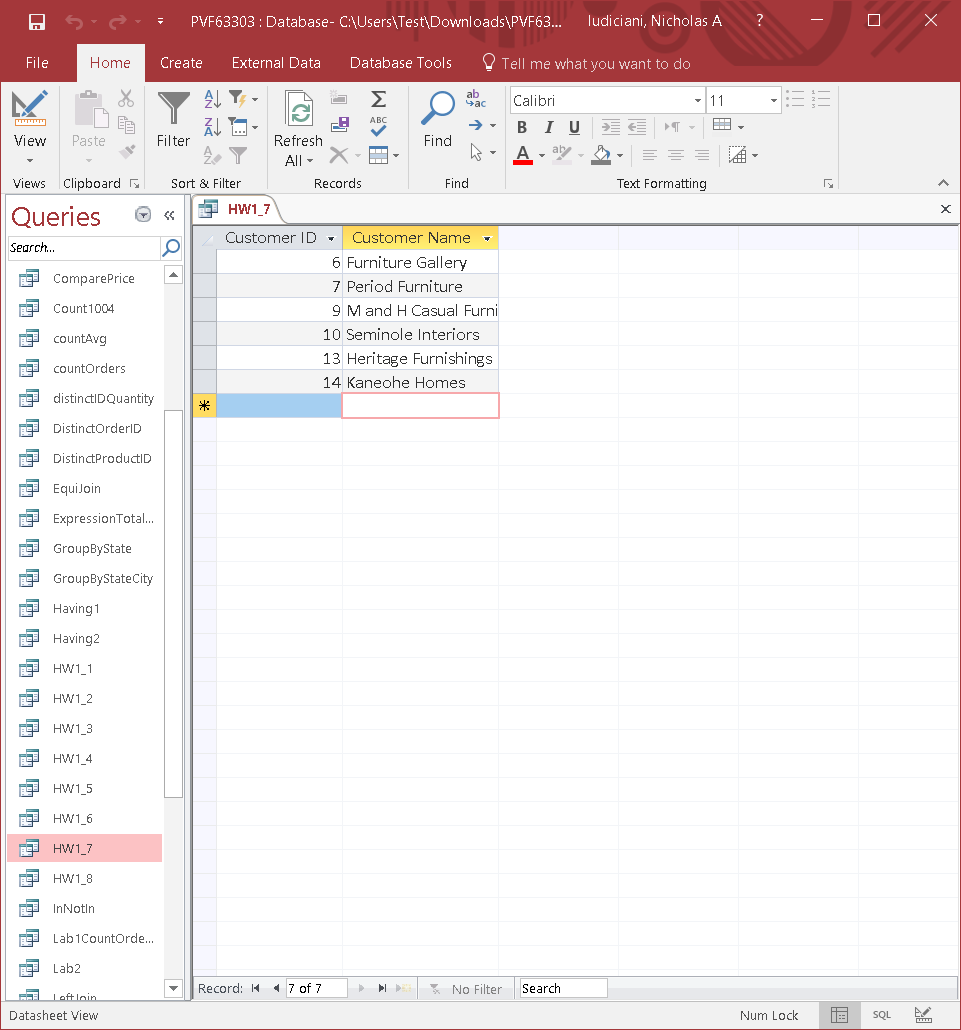 PVF63303 : Database- C:\Users\Test\Downloads\PVF63... Iudiciani, Nicholas A ?
File Home Create External Data Database Tools Tell me what you want to do
View Paste Filter Refresh All Find
Calibri 11
ABC
ab ac
B I U
A ab
Views Clipboard Sort & Filter Records Find Text Formatting
Queries
Search...
HW1_7
Customer ID Customer Name
6 Furniture Gallery
7 Period Furniture
9 M and H Casual Furni
10 Seminole Interiors
13 Heritage Furnishings
14 Kaneohe Homes
ComparePrice
Count1004
countAvg
countOrders
distinctIDQuantity
DistinctOrderID
DistinctProductID
EquiJoin
ExpressionTotal...
GroupByState
GroupByStateCity
Having1
Having2
HW1_1
HW1_2
HW1_3
HW1_4
HW1_5
HW1_6
HW1_7
HW1_8
InNotIn
Lab1CountOrde...
Lab2
LeftJoin
Record: 7 of 7 No Filter Search
Datasheet View Num Lock SQL